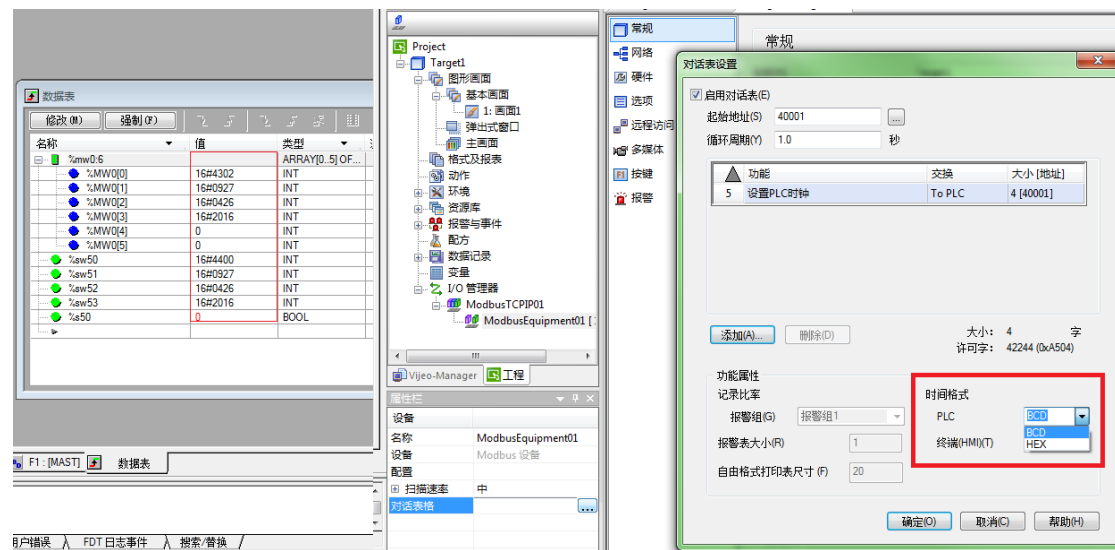 数据表
修改(M)
强制(F)
名称
值
类型
%mw0:6
ARRAY[0..5] OF...
%MW0[0]
16#4302
INT
%MW0[1]
16#0927
INT
%MW0[2]
16#0426
INT
%MW0[3]
16#2016
INT
%MW0[4]
0
INT
%MW0[5]
0
INT
%sw50
16#4400
INT
%sw51
16#0927
INT
%sw52
16#0426
INT
%sw53
16#2016
INT
%s50
0
BOOL
F1 : [MAST]
数据表
用户错误
FDT 日志事件
搜索/替换
Project
Target1
图形画面
基本画面
1: 画面1
弹出式窗口
主画面
格式及报表
动作
环境
资源库
报警与事件
配方
数据记录
变量
I/O 管理器
ModbusTCPIP01
ModbusEquipment01 [
Vijeo-Manager
工程
属性栏
设备
名称
ModbusEquipment01
设备
Modbus 设备
配置
扫描速率
中
对话表格
...
常规
网络
硬件
选项
远程访问
多媒体
F1
按键
报警
常规
对话表设置
启用对话表(E)
起始地址(S)
40001
...
循环周期(Y)
1.0
秒
功能
交换
大小 [地址]
5
设置PLC时钟
To PLC
4 [40001]
添加(A)...
删除(D)
大小:
4
字
许可字:
42244 (0xA504)
功能属性
记录比率
报警组(G)
报警组1
报警表大小(R)
1
自由格式打印表尺寸 (F)
20
时间格式
PLC
BCD
BCD
HEX
终端(HMI)(T)
确定(O)
取消(C)
帮助(H)